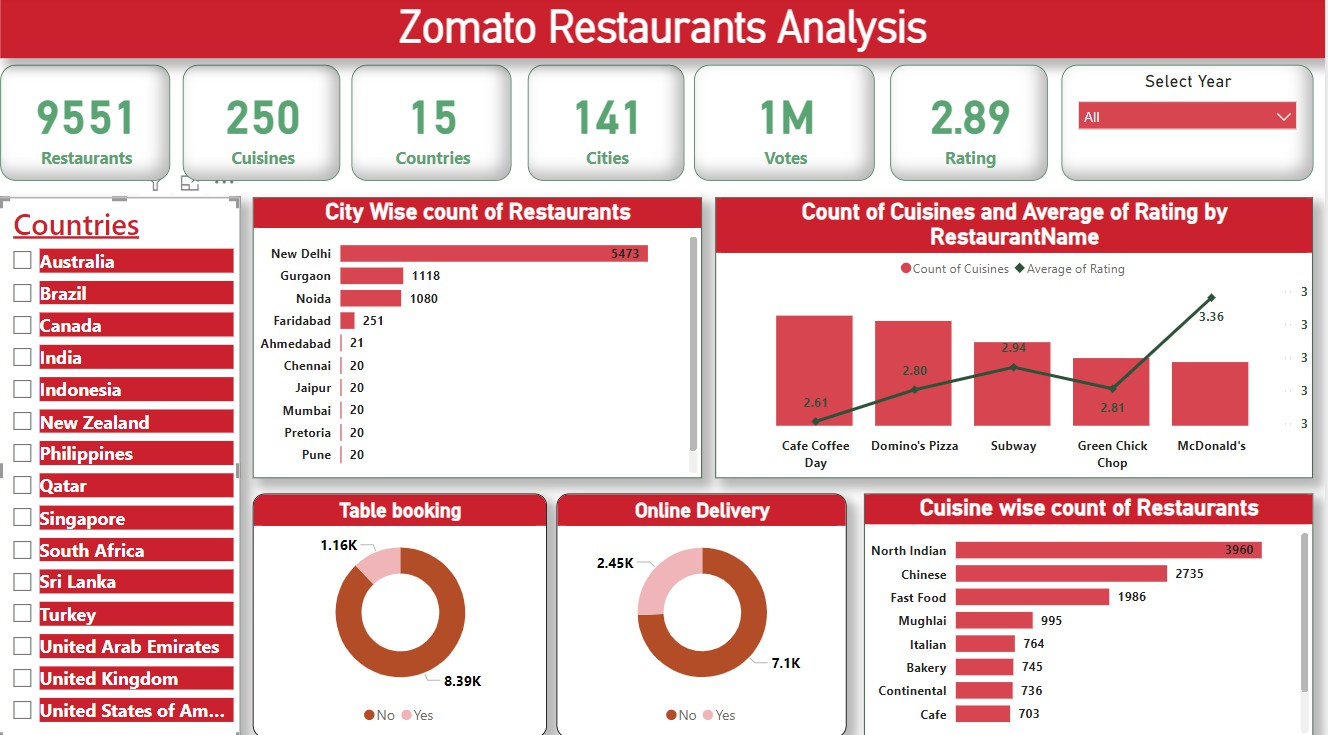 Zomato Restaurants Analysis
9551
Restaurants
250
Cuisines
15
Countries
141
Cities
1M
Votes
2.89
Rating
Select Year
All
Countries
Australia
Brazil
Canada
India
Indonesia
New Zealand
Philippines
Qatar
Singapore
South Africa
Sri Lanka
Turkey
United Arab Emirates
United Kingdom
United States of Am...
City Wise count of Restaurants
New Delhi 5473
Gurgaon 1118
Noida 1080
Faridabad 251
Ahmedabad 21
Chennai 20
Jaipur 20
Mumbai 20
Pretoria 20
Pune 20
Count of Cuisines and Average of Rating by
RestaurantName
Count of Cuisines Average of Rating
3
3
3
3
3
2.61
2.80
2.94
2.81
3.36
Cafe Coffee
Day
Domino's Pizza
Subway
Green Chick
Chop
McDonald's
Table booking
1.16K
8.39K
No Yes
Online Delivery
2.45K
7.1K
No Yes
Cuisine wise count of Restaurants
North Indian 3960
Chinese 2735
Fast Food 1986
Mughlai 995
Italian 764
Bakery 745
Continental 736
Cafe 703